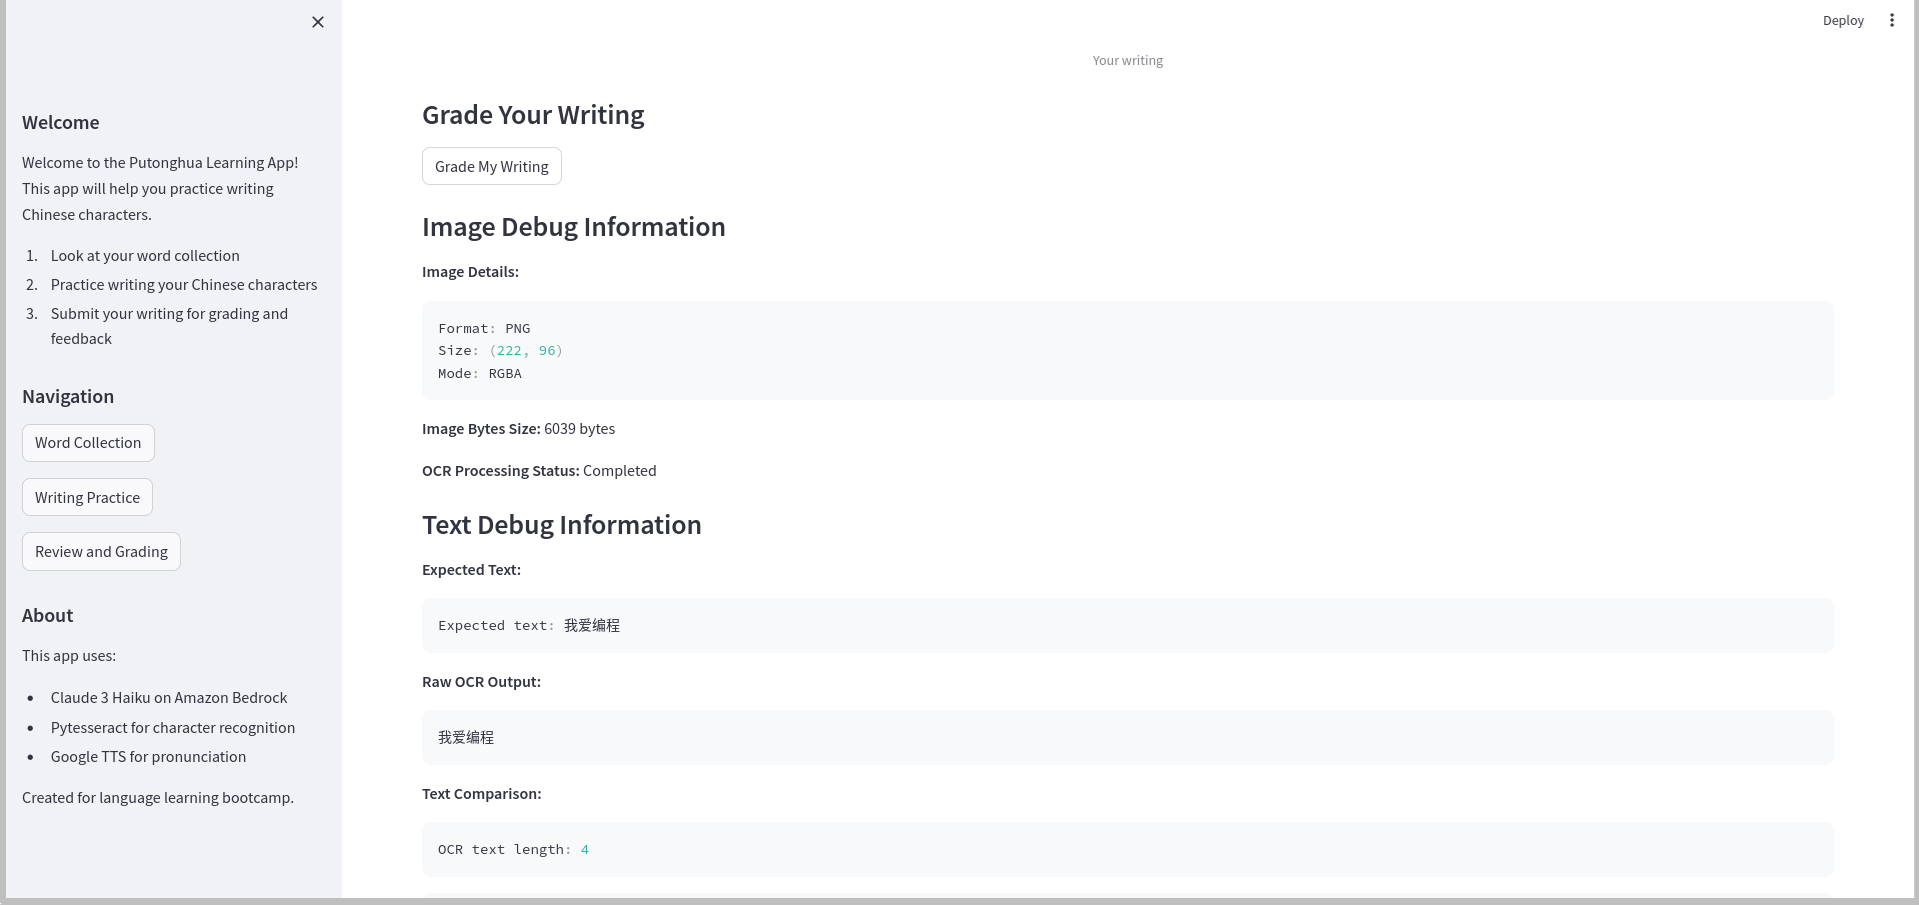 Deploy
Your writing
Welcome
Welcome to the Putonghua Learning App!
This app will help you practice writing
Chinese characters.
1. Look at your word collection
2. Practice writing your Chinese characters
3. Submit your writing for grading and
feedback
Navigation
Word Collection
Writing Practice
Review and Grading
About
This app uses:
• Claude 3 Haiku on Amazon Bedrock
• Pytesseract for character recognition
• Google TTS for pronunciation
Created for language learning bootcamp.
Grade Your Writing
Grade My Writing
Image Debug Information
Image Details:
Format: PNG
Size: (222, 96)
Mode: RGBA
Image Bytes Size: 6039 bytes
OCR Processing Status: Completed
Text Debug Information
Expected Text:
Expected text: 我爱编程
Raw OCR Output:
我爱编程
Text Comparison:
OCR text length: 4